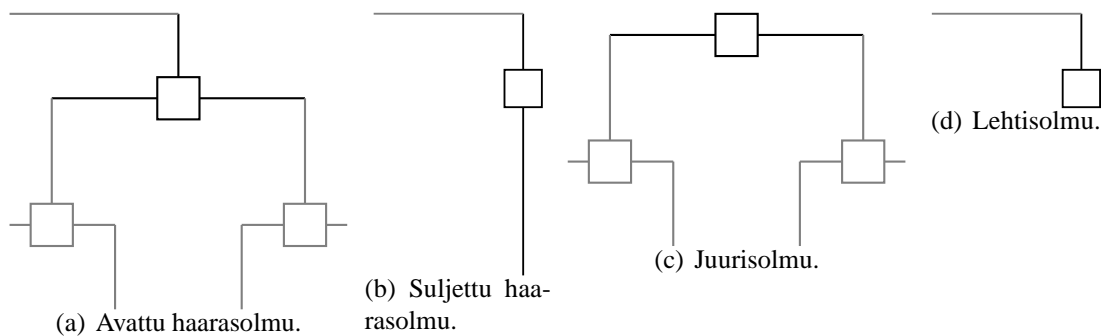 (a) Avattu haarasolmu.
(b) Suljettu haa-
rasolmu.
(c) Juurisolmu.
(d) Lehtisolmu.